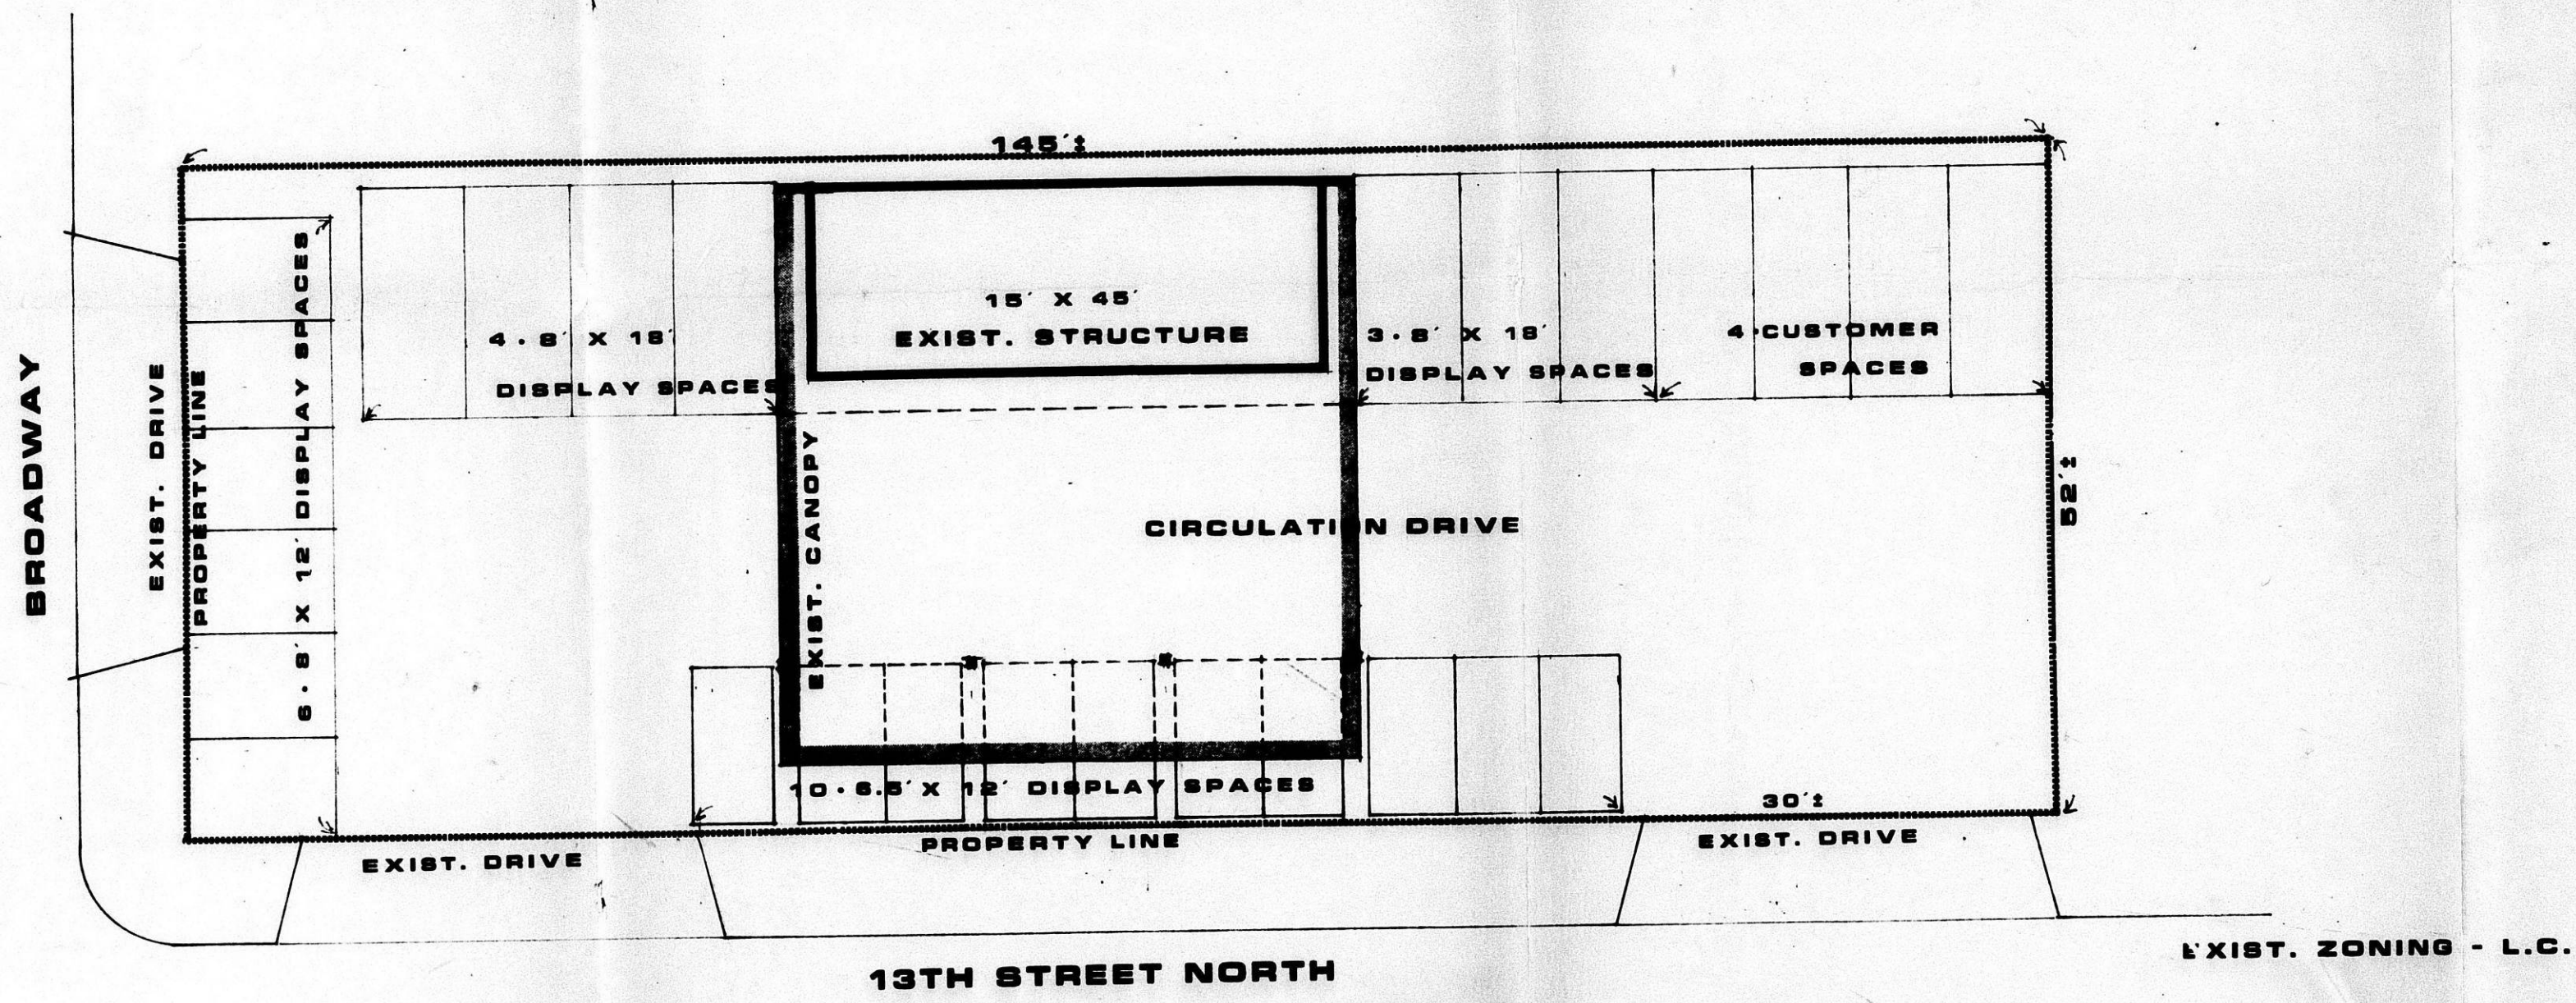 145'±
BROADWAY
EXIST. DRIVE
PROPERTY LINE
6 - 8' X 12' DISPLAY SPACES
4 - 8' X 18'
DISPLAY SPACES
15' X 45'
EXIST. STRUCTURE
3 - 8' X 18'
DISPLAY SPACES
4 - CUSTOMER
SPACES
EXIST. CANOPY
CIRCULATION DRIVE
52'±
10 - 6.5' X 12' DISPLAY SPACES
30'±
PROPERTY LINE
EXIST. DRIVE
EXIST. DRIVE
13TH STREET NORTH
EXIST. ZONING - L.C.